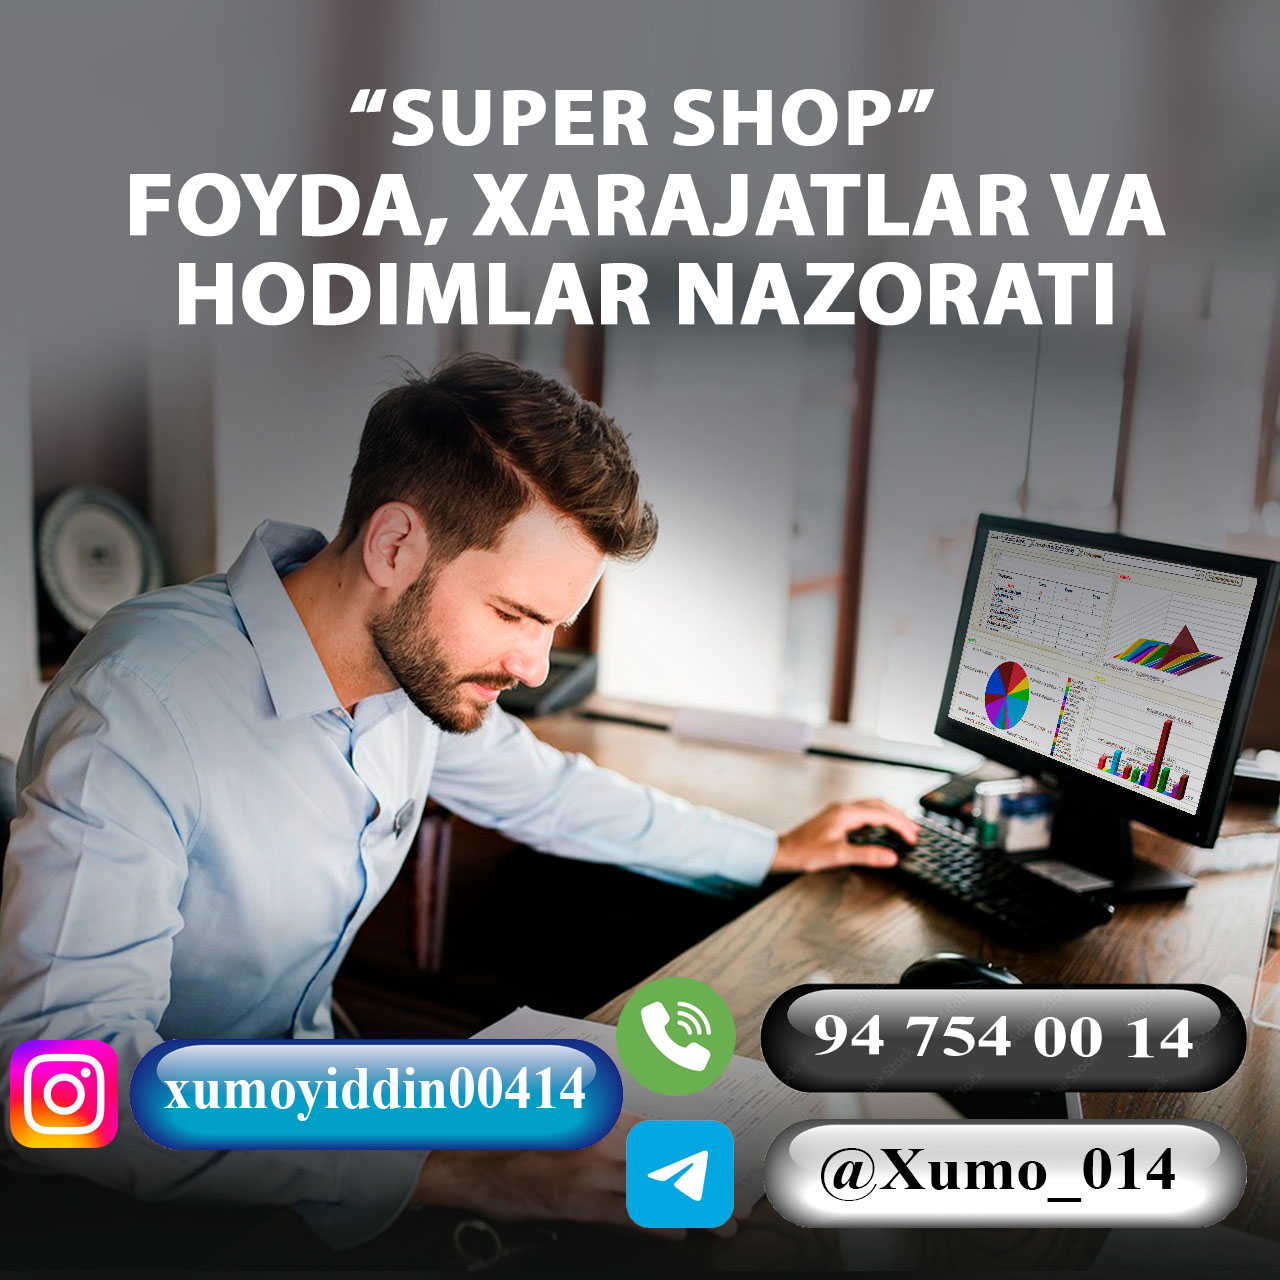 “SUPER SHOP”
FOYDA, XARAJATLAR VA
HODIMLAR NAZORATI
94 754 00 14
xumoyiddin00414
@Xumo_014